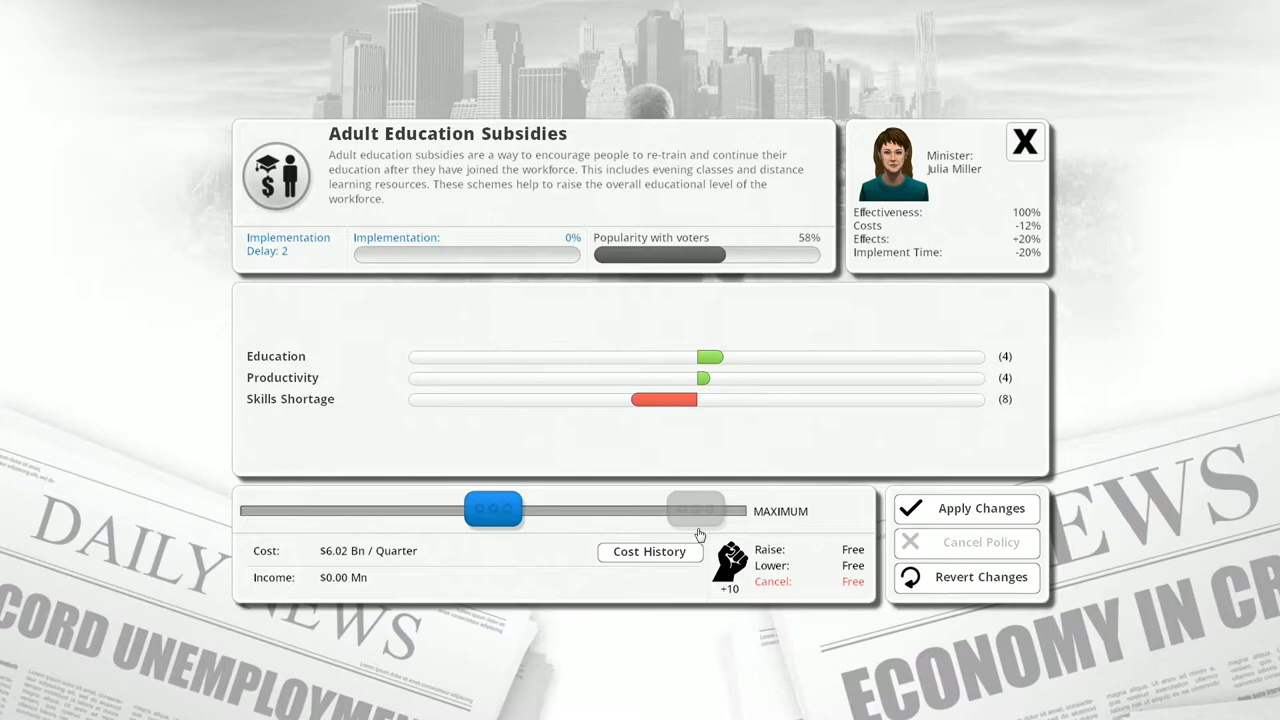 Adult Education Subsidies
Adult education subsidies are a way to encourage people to re-train and continue their
education after they have joined the workforce. This includes evening classes and distance
learning resources. These schemes help to raise the overall educational level of the
workforce.
Implementation
Delay: 2
Implementation: 0%
Popularity with voters 58%
Minister:
Julia Miller
X
Effectiveness: 100%
Costs -12%
Effects: +20%
Implement Time: -20%
Education (4)
Productivity (4)
Skills Shortage (8)
MAXIMUM
Cost: $6.02 Bn / Quarter
Income: $0.00 Mn
Cost History
+10
Raise: Free
Lower: Free
Cancel: Free
Apply Changes
Cancel Policy
Revert Changes
DAILY NEWS
CORD UNEMPLOYM
NEWS
ECONOMY IN CR